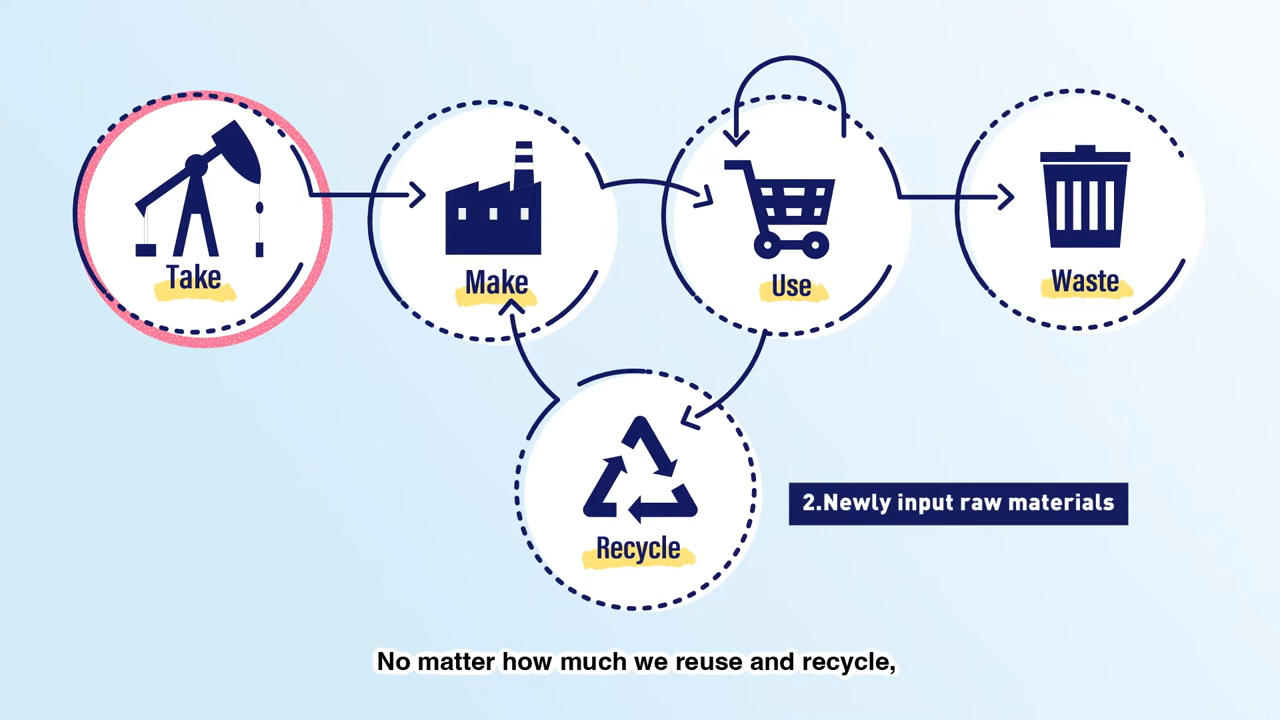 Take
Make
Use
Waste
Recycle
2.Newly input raw materials
No matter how much we reuse and recycle,